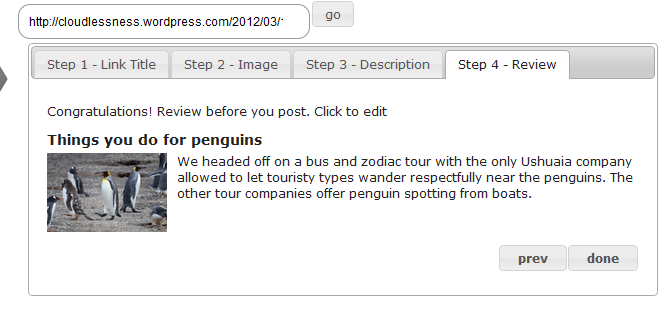 http://cloudlessness.wordpress.com/2012/03/
go
Step 1 - Link Title
Step 2 - Image
Step 3 - Description
Step 4 - Review
Congratulations! Review before you post. Click to edit
Things you do for penguins
We headed off on a bus and zodiac tour with the only Ushuaia company
allowed to let touristy types wander respectfully near the penguins. The
other tour companies offer penguin spotting from boats.
prev
done